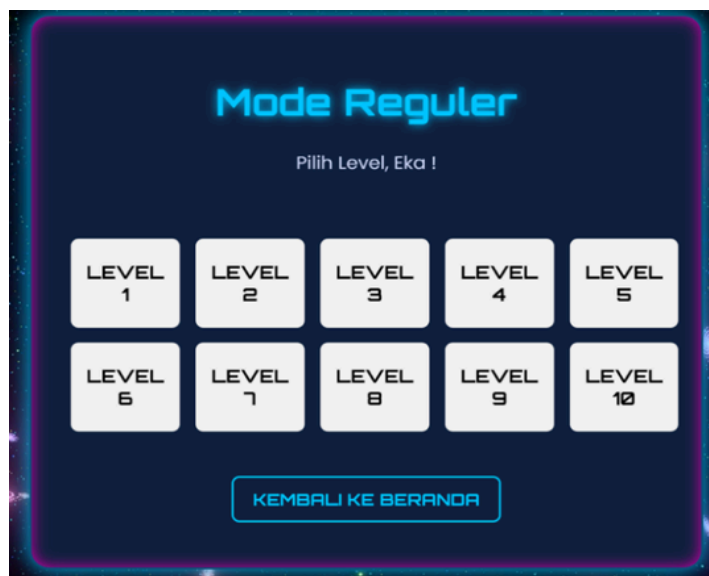 Mode Reguler
Pilih Level, Eka !
LEVEL
1
LEVEL
2
LEVEL
3
LEVEL
4
LEVEL
5
LEVEL
6
LEVEL
7
LEVEL
8
LEVEL
9
LEVEL
10
KEMBALI KE BERANDA